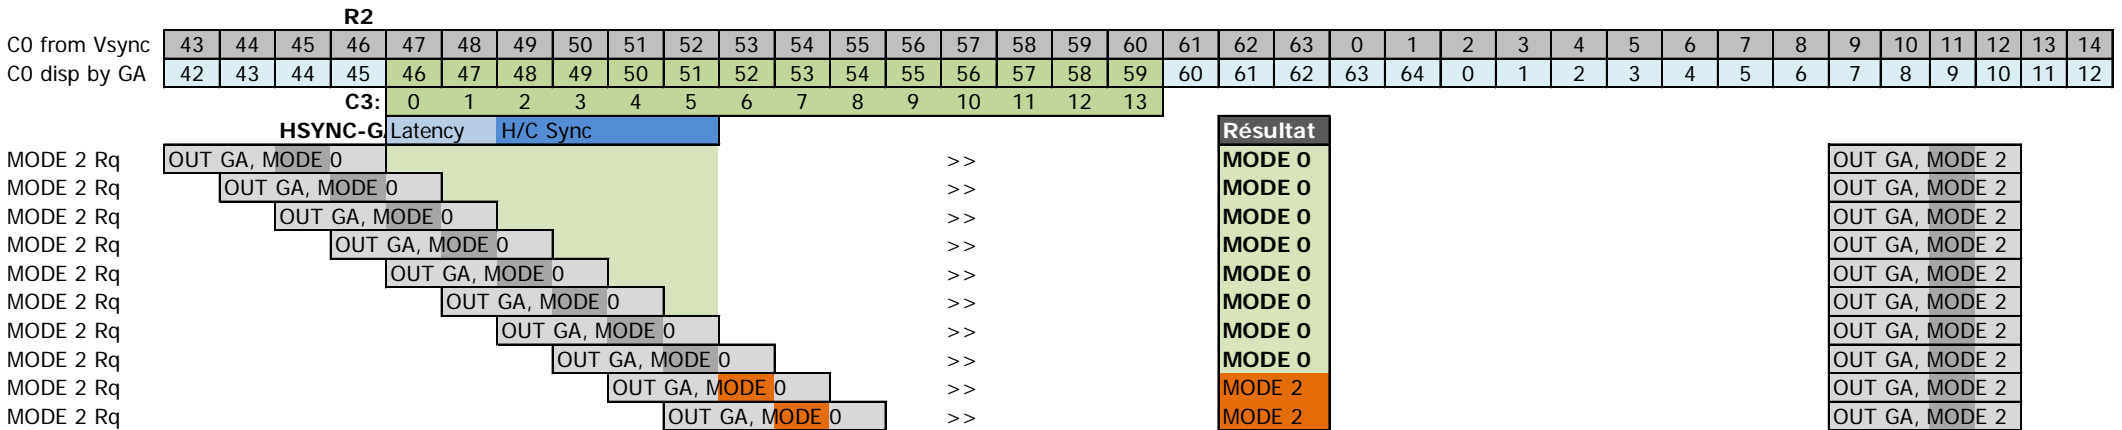 R2
C0 from Vsync 43 44 45 46 47 48 49 50 51 52 53 54 55 56 57 58 59 60 61 62 63 0 1 2 3 4 5 6 7 8 9 10 11 12 13 14
C0 disp by GA 42 43 44 45 46 47 48 49 50 51 52 53 54 55 56 57 58 59 60 61 62 63 64 0 1 2 3 4 5 6 7 8 9 10 11 12
C3: 0 1 2 3 4 5 6 7 8 9 10 11 12 13
HSYNC-GA Latency H/C Sync Résultat
MODE 2 Rq OUT GA, MODE 0 >> MODE 0 OUT GA, MODE 2
MODE 2 Rq OUT GA, MODE 0 >> MODE 0 OUT GA, MODE 2
MODE 2 Rq OUT GA, MODE 0 >> MODE 0 OUT GA, MODE 2
MODE 2 Rq OUT GA, MODE 0 >> MODE 0 OUT GA, MODE 2
MODE 2 Rq OUT GA, MODE 0 >> MODE 0 OUT GA, MODE 2
MODE 2 Rq OUT GA, MODE 0 >> MODE 0 OUT GA, MODE 2
MODE 2 Rq OUT GA, MODE 0 >> MODE 0 OUT GA, MODE 2
MODE 2 Rq OUT GA, MODE 0 >> MODE 0 OUT GA, MODE 2
MODE 2 Rq OUT GA, MODE 0 >> MODE 2 OUT GA, MODE 2
MODE 2 Rq OUT GA, MODE 0 >> MODE 2 OUT GA, MODE 2